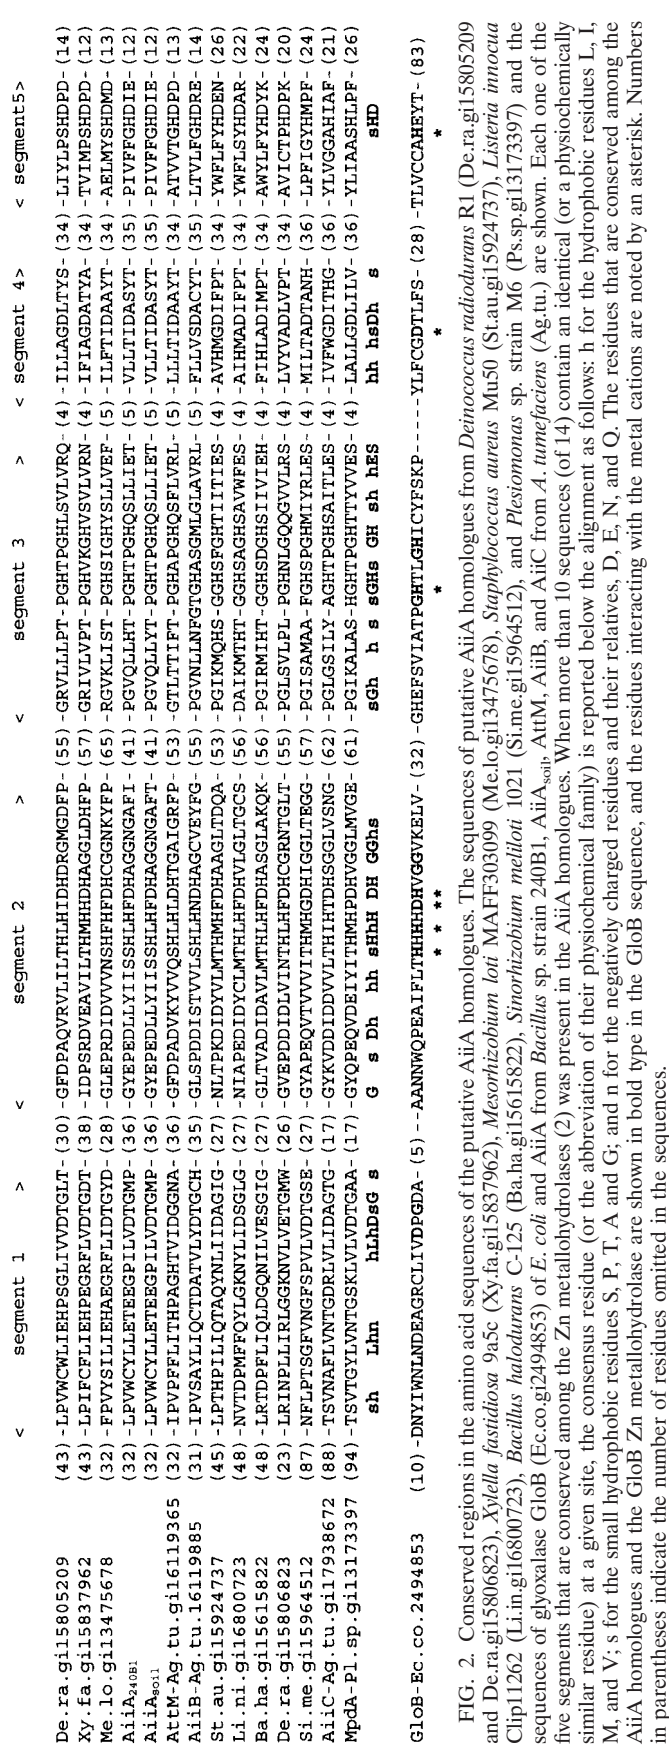 < segment 1 > < segment 2 > < segment 3 > < segment 4> < segment5>
De.ra.gi15805209 (43)-LPVWCWLIEHPSGLIVVDTGLT-(30)-GFDPAQVRVLILTHLHIDHDRGMGDFP-(55)-GRVLLLPT-PGHTPGHLSVLVRQ-(4)-ILLAGDLTYS-(34)-LIYLPSHDPD-(14)
Xy.fa.gi15837962 (43)-LPIFCFLIEHPEGRFLVDTGDT-(38)-IDPSRDVEAVILTHMHHDHAGGLDHFP-(57)-GRIVLVPT-PGHVKGHVSVLVRN-(4)-IFIAGDATYA-(34)-TVIMPSHDPD-(12)
Me.lo.gi13475678 (32)-FPVYSILIEHAEGRFLIDTGYD-(28)-GLEPRDIDVVVNSHFHFDHCGGNKYFP-(65)-RGVKLIST-PGHSIGHYSLLVEF-(5)-ILFTIDAAYT-(34)-AELMYSHDMD-(13)
AiiA240B1 (32)-LPVWCYLLETEEGPILVDTGMP-(36)-GYEPEDLLYIISSHLHFDHAGGNGAFI-(41)-PGVQLLHT-PGHTPGHQSLLIET-(5)-VLLTIDASYT-(35)-PIVFFGHDIE-(12)
AiiAsoil (32)-LPVWCYLLETEEGPILVDTGMP-(36)-GYEPEDLLYIISSHLHFDHAGGNGAFT-(41)-PGVQLLYT-PGHTPGHQSLLIET-(5)-VLLTIDASYT-(35)-PIVFFGHDIE-(12)
AttM-Ag.tu.gi16119365 (32)-IPVPFFLITHPAGHTVIDGGNA-(36)-GFDPADVKYVVQSHLHLDHTGAIGRFP-(53)-GTLTTIFT-PGHAPGHQSFLVRL-(5)-LLLTIDAAYT-(34)-ATVVTGHDPD-(13)
AiiB-Ag.tu.16119885 (31)-IPVSAYLIQCTDATVLYDTGCH-(35)-GLSPDDISTVVLSHLHNDHAGCVEYFG-(55)-PGVNLLNFGTGHASGMLGLAVRL-(5)-FLLVSDACYT-(35)-LTVLFGHDRE-(14)
St.au.gi15924737 (45)-LPTHPILIQTAQYNLIIDAGIG-(27)-NLTPKDIDYVLMTHMHFDHAAGLTDQA-(53)-PGIKMQHS-GGHSFGHTIITIES-(4)-AVHMGDIFPT-(34)-YWFLFYHDEN-(26)
Li.ni.gi16800723 (48)-NVTDPMFFQYLGKNYLIDSGLG-(27)-NIAPEDIDYCLMTHLHFDHVLGLTGCS-(56)-DAIKMTHT-GGHSAGHSAVWFES-(4)-AIHMADIFPT-(34)-YWFLSYHDAR-(22)
Ba.ha.gi15615822 (48)-LRTDPFLIQLDGQNILVESGIG-(27)-GLTVADIDAVLMTHLHFDHASGLAKQK-(56)-PGIRMIHT-GGHSDGHSIIVIEH-(4)-FIHLADIMPT-(34)-AWYLFYHDYK-(24)
De.ra.gi15806823 (23)-LRINPLLIRLGGKNVLVETGMW-(26)-GVEPDDIDLVINTHLHFDHCGRNTGLT-(55)-PGLSVLPL-PGHNLGQQGVVLRS-(4)-LVYVADLVPT-(34)-AVICTPHDPK-(20)
Si.me.gi15964512 (87)-NFLPTSGFVNGFSPVLVDTGSE-(27)-GYAPEQVTVVVITHMHGDHIGGLTEGG-(57)-PGISAMAA-FGHSPGHMIYRLES-(4)-MILTADTANH-(36)-LPFIGYHMPF-(24)
AiiC-Ag.tu.gi17938672 (88)-TSVNAFLVNTGDRLVLIDAGTG-(17)-GYKVDDIDDVVLTHIHTDHSGGLVSNG-(62)-PGLGSILY-AGHTPGHSAITLES-(4)-IVFWGDITHG-(36)-YLVGGAHIAF-(21)
MpdA-Pl.sp.gi13173397 (94)-TSVTGYLVNTGSKLVLVDTGAA-(17)-GYQPEQVDEIYITHMHPDHVGGLMVGE-(61)-PGIKALAS-HGHTPGHTTYVVES-(4)-LALLGDLILV-(36)-YLIAASHLPF-(26)
sh Lhn hLhDsG s G s Dh hh sHhH DH GGhs sGh h s sGHs GH sh hES hh hsDh s sHD
GloB-Ec.co.2494853 (10)-DNYIWNLNDEAGRCLIVDPGDA-(5)--AANNWQPEAIFLTHHHHDHVGGVKELV-(32)-GHEFSVIATPGHTLGHICYFSKP-----YLFCGDTLFS-(28)-TLVCCAHEYT-(83)
* * ** * * *
FIG. 2. Conserved regions in the amino acid sequences of the putative AiiA homologues. The sequences of putative AiiA homologues from Deinococcus radiodurans R1 (De.ra.gi15805209
and De.ra.gi15806823), Xylella fastidiosa 9a5c (Xy.fa.gi15837962), Mesorhizobium loti MAFF303099 (Me.lo.gi13475678), Staphylococcus aureus Mu50 (St.au.gi15924737), Listeria innocua
Clip11262 (Li.in.gi16800723), Bacillus halodurans C-125 (Ba.ha.gi15615822), Sinorhizobium meliloti 1021 (Si.me.gi15964512), and Plesiomonas sp. strain M6 (Ps.sp.gi13173397) and the
sequences of glyoxalase GloB (Ec.co.gi2494853) of E. coli and AiiA from Bacillus sp. strain 240B1, AiiAsoil, AttM, AiiB, and AiiC from A. tumefaciens (Ag.tu.) are shown. Each one of the
five segments that are conserved among the Zn metallohydrolases (2) was present in the AiiA homologues. When more than 10 sequences (of 14) contain an identical (or a physiochemically
similar residue) at a given site, the consensus residue (or the abbreviation of their physiochemical family) is reported below the alignment as follows: h for the hydrophobic residues L, I,
M, and V; s for the small hydrophobic residues S, P, T, A and G; and n for the negatively charged residues and their relatives, D, E, N, and Q. The residues that are conserved among the
AiiA homologues and the GloB Zn metallohydrolase are shown in bold type in the GloB sequence, and the residues interacting with the metal cations are noted by an asterisk. Numbers
in parentheses indicate the number of residues omitted in the sequences.